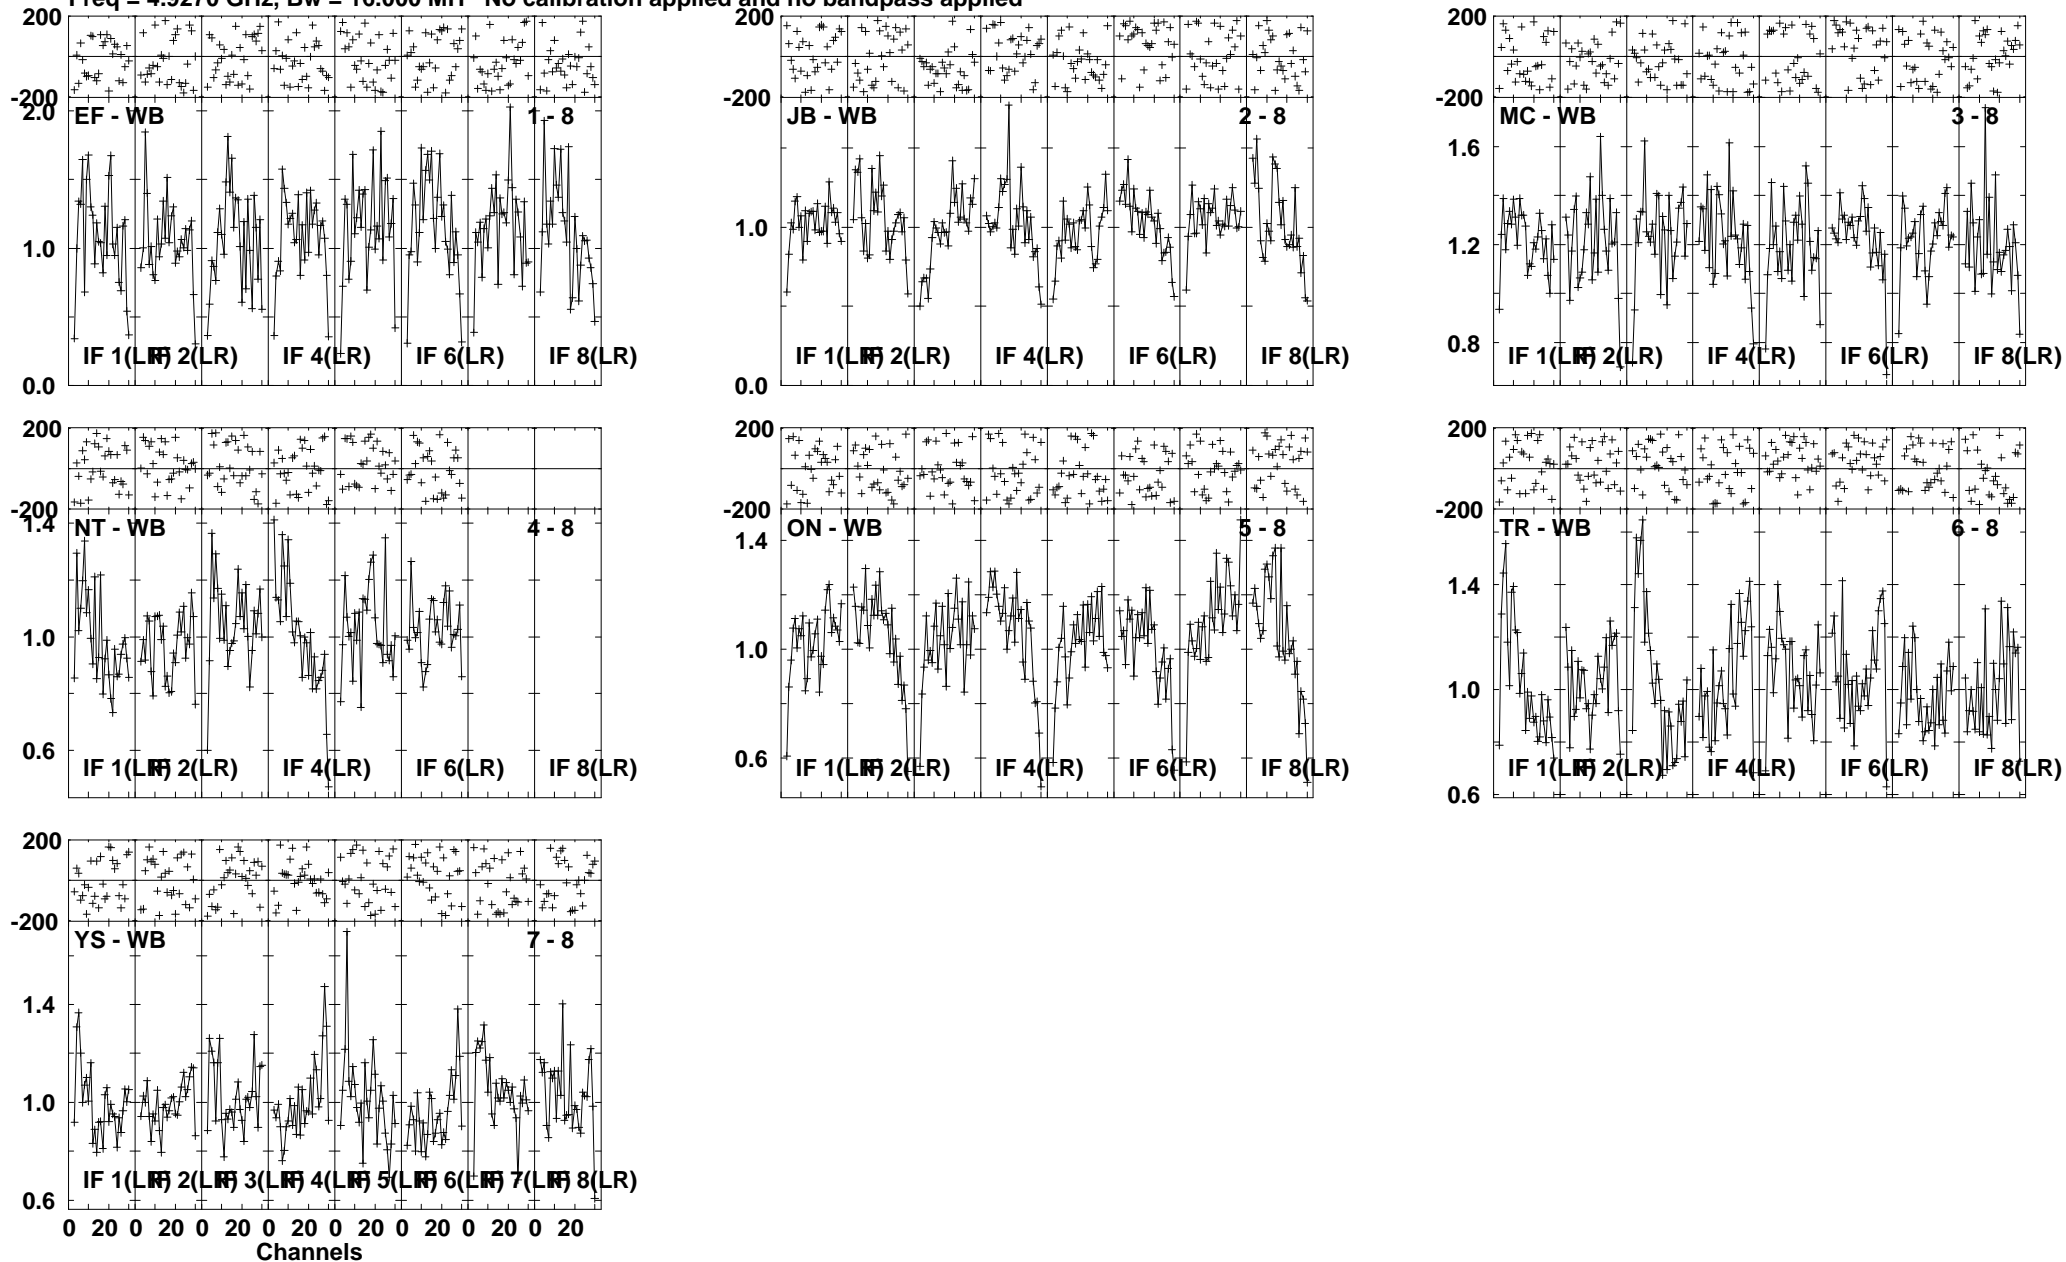 Freq = 4.9270 GHz, Bw = 16.000 MH No calibration applied and no bandpass applied
200
-200
2.0
1.0
0.0
EF - WB
1 - 8
IF 1(LR)
IF 2(LR)
IF 4(LR)
IF 6(LR)
IF 8(LR)
200
-200
1.0
0.0
JB - WB
2 - 8
IF 1(LR)
IF 2(LR)
IF 4(LR)
IF 6(LR)
IF 8(LR)
200
-200
1.6
1.2
0.8
MC - WB
3 - 8
IF 1(LR)
IF 2(LR)
IF 4(LR)
IF 6(LR)
IF 8(LR)
200
-200
1.4
1.0
0.6
NT - WB
4 - 8
IF 1(LR)
IF 2(LR)
IF 4(LR)
IF 6(LR)
IF 8(LR)
200
-200
1.4
1.0
0.6
ON - WB
5 - 8
IF 1(LR)
IF 2(LR)
IF 4(LR)
IF 6(LR)
IF 8(LR)
200
-200
1.4
1.0
0.6
TR - WB
6 - 8
IF 1(LR)
IF 2(LR)
IF 4(LR)
IF 6(LR)
IF 8(LR)
200
-200
1.4
1.0
0.6
YS - WB
7 - 8
IF 1(LR)
IF 2(LR)
IF 3(LR)
IF 4(LR)
IF 5(LR)
IF 6(LR)
IF 7(LR)
IF 8(LR)
0 20 0 20 0 20 0 20 0 20 0 20 0 20 0 20
Channels